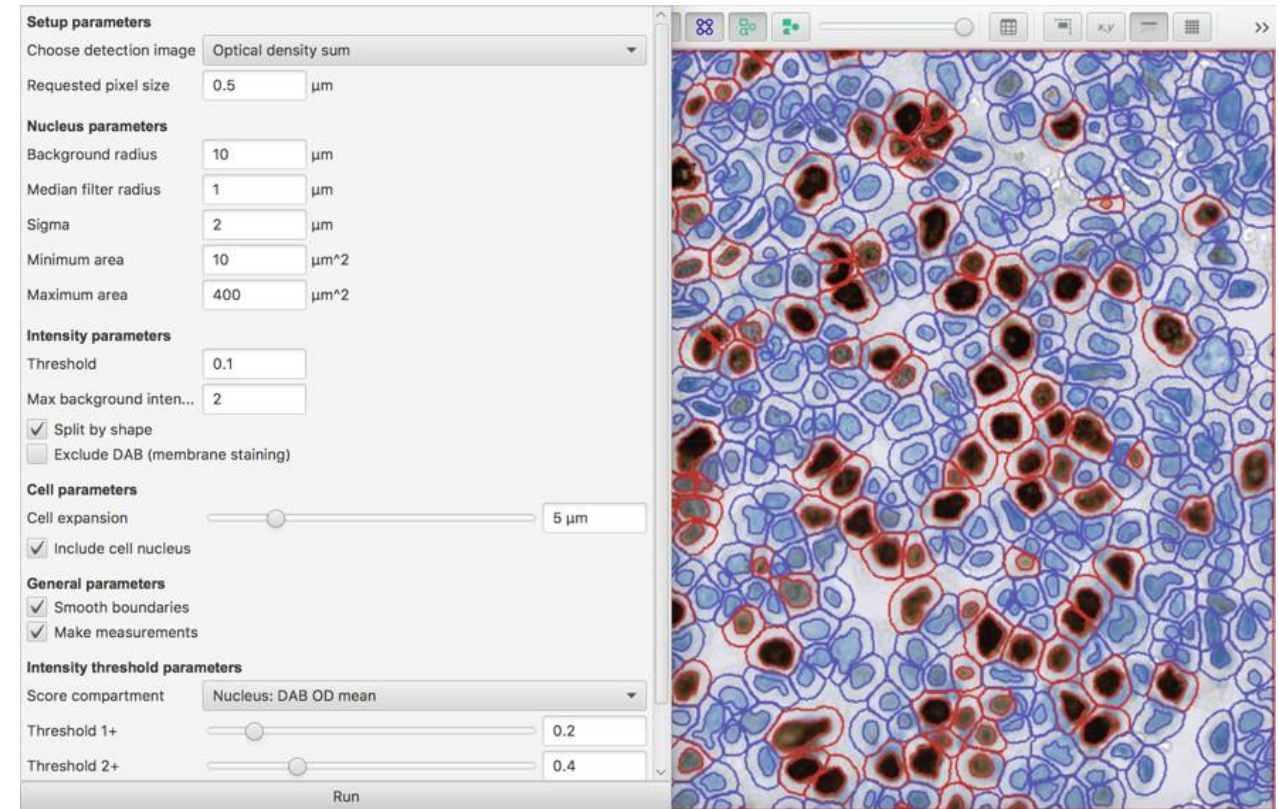 Setup parameters
Choose detection image Optical density sum
Requested pixel size 0.5 µm
Nucleus parameters
Background radius 10 µm
Median filter radius 1 µm
Sigma 2 µm
Minimum area 10 µm^2
Maximum area 400 µm^2
Intensity parameters
Threshold 0.1
Max background inten... 2
Split by shape
Exclude DAB (membrane staining)
Cell parameters
Cell expansion 5 µm
Include cell nucleus
General parameters
Smooth boundaries
Make measurements
Intensity threshold parameters
Score compartment Nucleus: DAB OD mean
Threshold 1+ 0.2
Threshold 2+ 0.4
Run
x,y